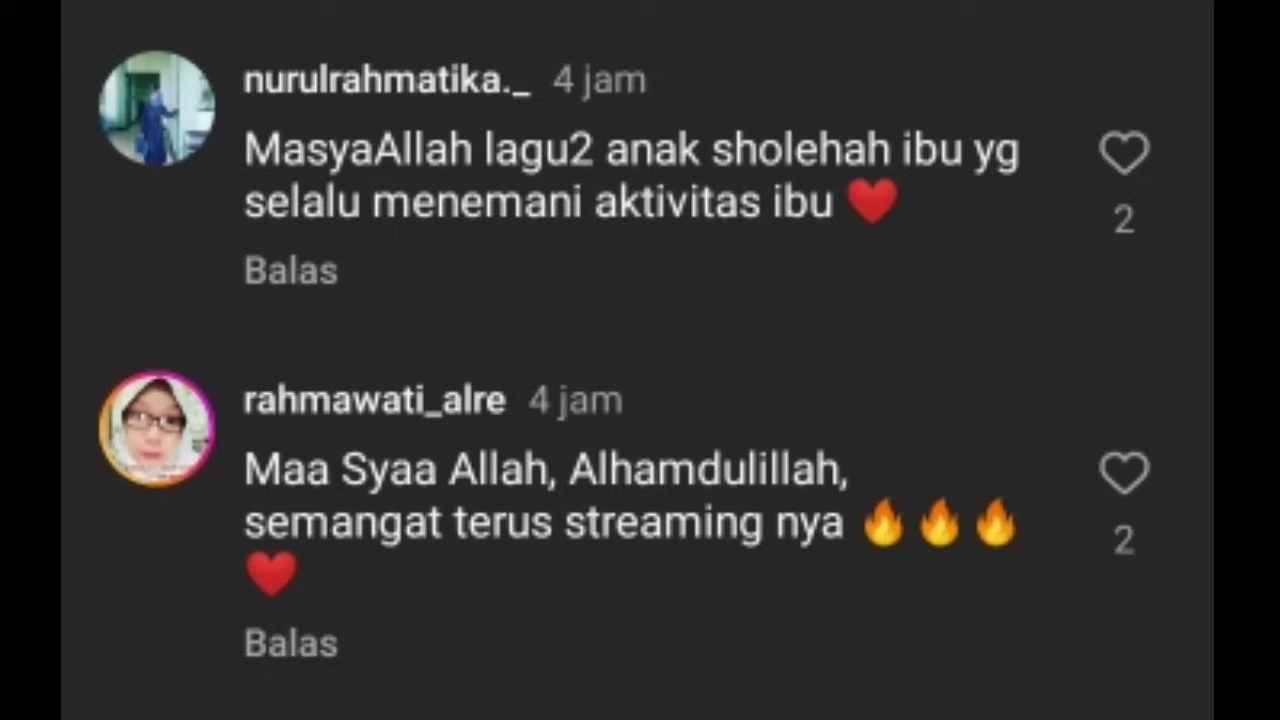 nurulrahmatika._ 4 jam
MasyaAllah lagu2 anak sholehah ibu yg
selalu menemani aktivitas ibu ❤️
2
Balas
rahmawati_alre 4 jam
Maa Syaa Allah, Alhamdulillah,
semangat terus streaming nya 🔥🔥🔥
❤️
2
Balas